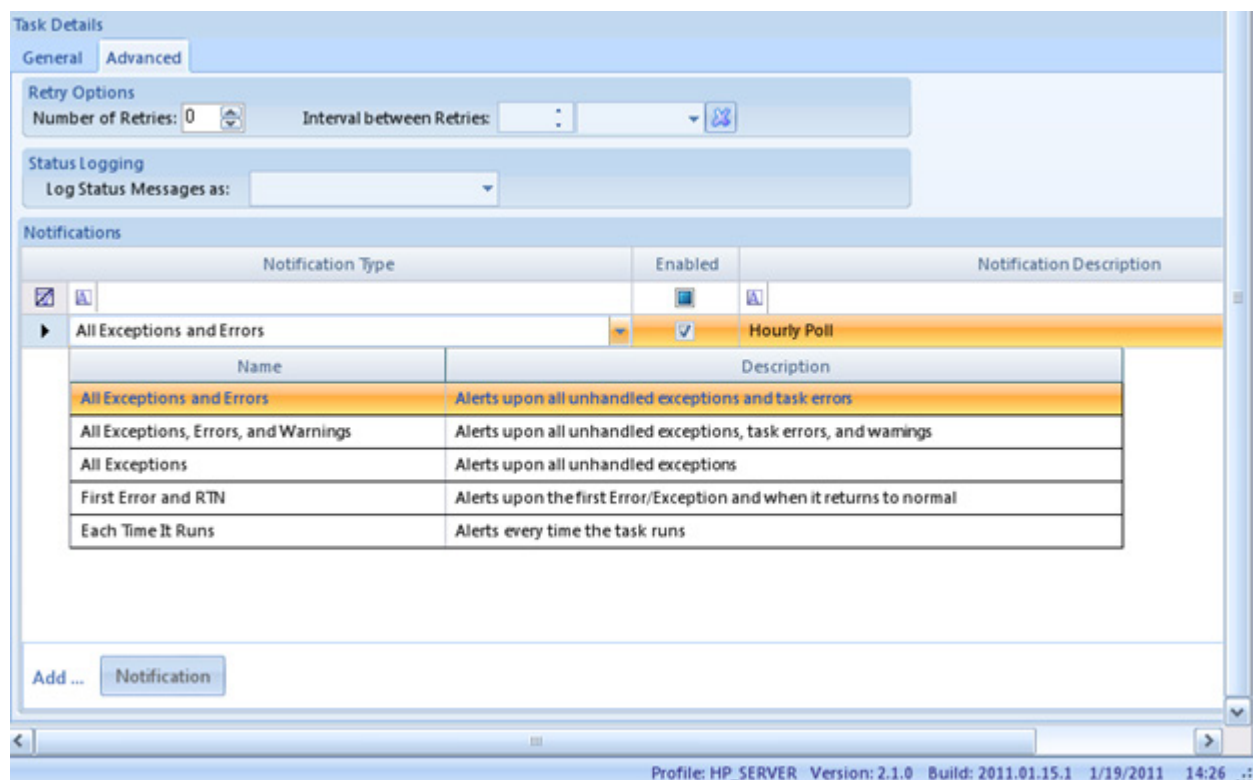 Task Details
General Advanced
Retry Options
Number of Retries: 0 Interval between Retries:
Status Logging
Log Status Messages as:
Notifications
Notification Type Enabled Notification Description
A A
All Exceptions and Errors Hourly Poll
Name Description
All Exceptions and Errors Alerts upon all unhandled exceptions and task errors
All Exceptions, Errors, and Warnings Alerts upon all unhandled exceptions, task errors, and warnings
All Exceptions Alerts upon all unhandled exceptions
First Error and RTN Alerts upon the first Error/Exception and when it returns to normal
Each Time It Runs Alerts every time the task runs
Add ... Notification
Profile: HP_SERVER Version: 2.1.0 Build: 2011.01.15.1 1/19/2011 14:26